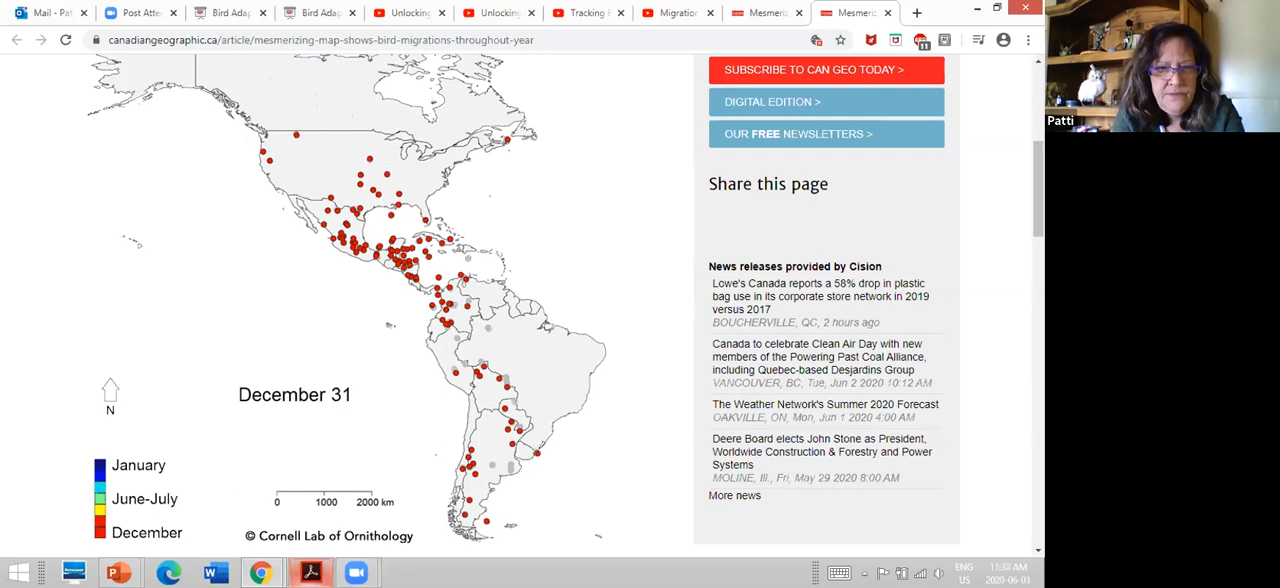 Mail - Pat
Post Atte
Bird Adap
Bird Adap
Unlocking
Unlocking
Tracking
Migration
Mesmeriz
Mesmeriz
canadiangeographic.ca/article/mesmerizing-map-shows-bird-migrations-throughout-year
11
SUBSCRIBE TO CAN GEO TODAY >
DIGITAL EDITION >
OUR FREE NEWSLETTERS >
Share this page
News releases provided by Cision
Lowe's Canada reports a 58% drop in plastic
bag use in its corporate store network in 2019
versus 2017
BOUCHERVILLE, QC, 2 hours ago
Canada to celebrate Clean Air Day with new
members of the Powering Past Coal Alliance,
including Quebec-based Desjardins Group
VANCOUVER, BC, Tue, Jun 2 2020 10:12 AM
The Weather Network's Summer 2020 Forecast
OAKVILLE, ON, Mon, Jun 1 2020 4:00 AM
Deere Board elects John Stone as President,
Worldwide Construction & Forestry and Power
Systems
MOLINE, Ill., Fri, May 29 2020 8:00 AM
More news
December 31
N
January
June-July
December
0 1000 2000 km
© Cornell Lab of Ornithology
Patti
ENG
US
11:33 AM
2020-06-03